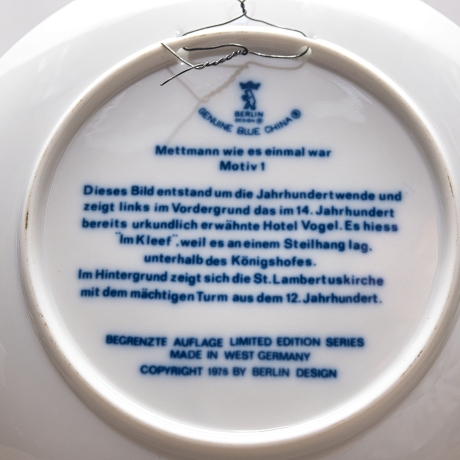 BERLIN
DESIGN ®
GENUINE BLUE CHINA ®
Mettmann wie es einmal war
Motiv 1
Dieses Bild entstand um die Jahrhundertwende und
zeigt links im Vordergrund das im 14. Jahrhundert
bereits urkundlich erwähnte Hotel Vogel. Es hiess
"Im Kleef", weil es an einem Steilhang lag,
unterhalb des Königshofes.
Im Hintergrund zeigt sich die St. Lambertuskirche
mit dem mächtigen Turm aus dem 12. Jahrhundert.
BEGRENZTE AUFLAGE LIMITED EDITION SERIES
MADE IN WEST GERMANY
COPYRIGHT 1975 BY BERLIN DESIGN